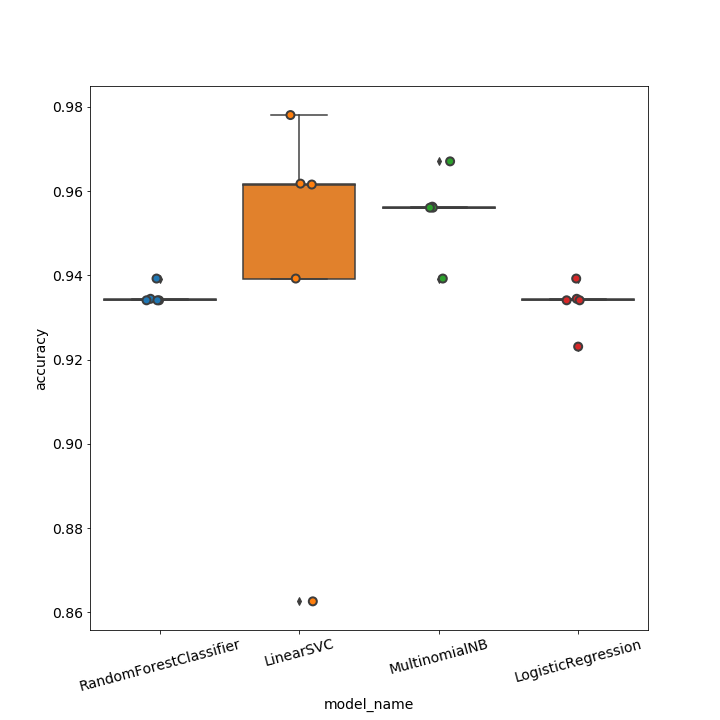 0.98
0.96
0.94
0.92
0.90
0.88
0.86
accuracy
RandomForestClassifier
LinearSVC
MultinomialNB
LogisticRegression
model_name